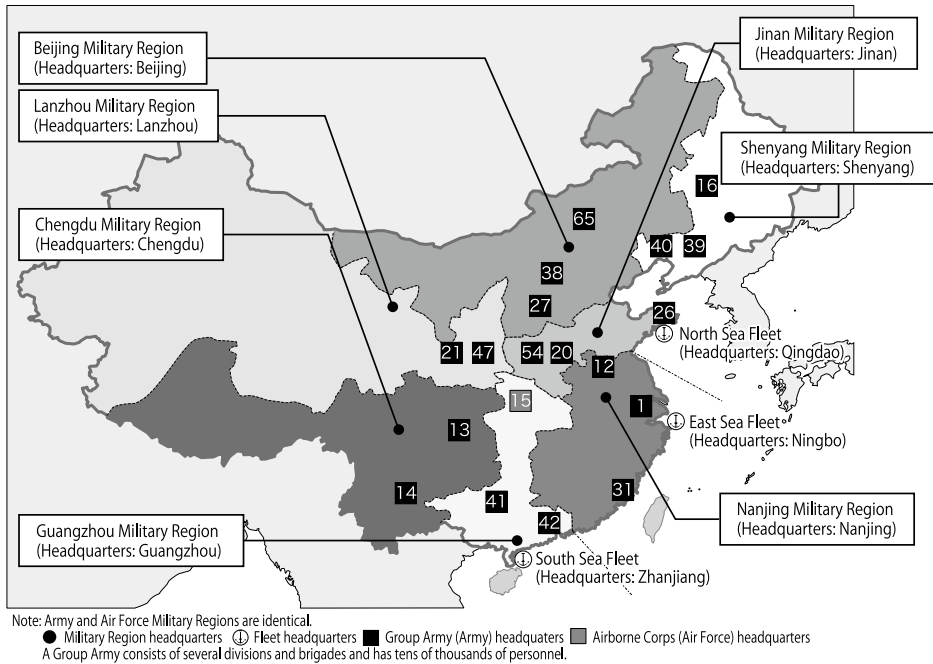 Beijing Military Region
(Headquarters: Beijing)
Jinan Military Region
(Headquarters: Jinan)
Lanzhou Military Region
(Headquarters: Lanzhou)
Shenyang Military Region
(Headquarters: Shenyang)
16
Chengdu Military Region
(Headquarters: Chengdu)
65
40
39
38
27
26
North Sea Fleet
(Headquarters: Qingdao)
21
47
54
20
12
15
1
East Sea Fleet
(Headquarters: Ningbo)
13
14
41
31
42
Nanjing Military Region
(Headquarters: Nanjing)
Guangzhou Military Region
(Headquarters: Guangzhou)
South Sea Fleet
(Headquarters: Zhanjiang)
Note: Army and Air Force Military Regions are identical.
Military Region headquarters Fleet headquarters Group Army (Army) headquaters Airborne Corps (Air Force) headquarters
A Group Army consists of several divisions and brigades and has tens of thousands of personnel.